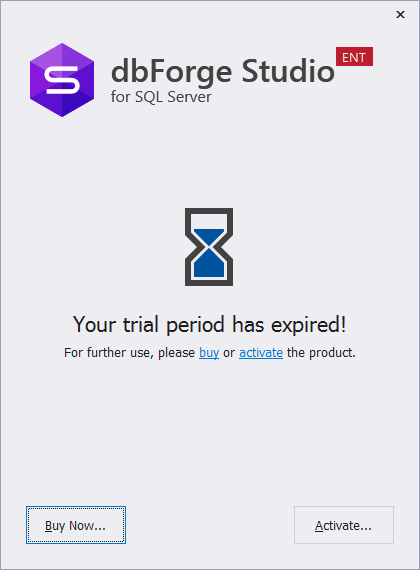 dbForge Studio ENT
for SQL Server
Your trial period has expired!
For further use, please buy or activate the product.
Buy Now... Activate...